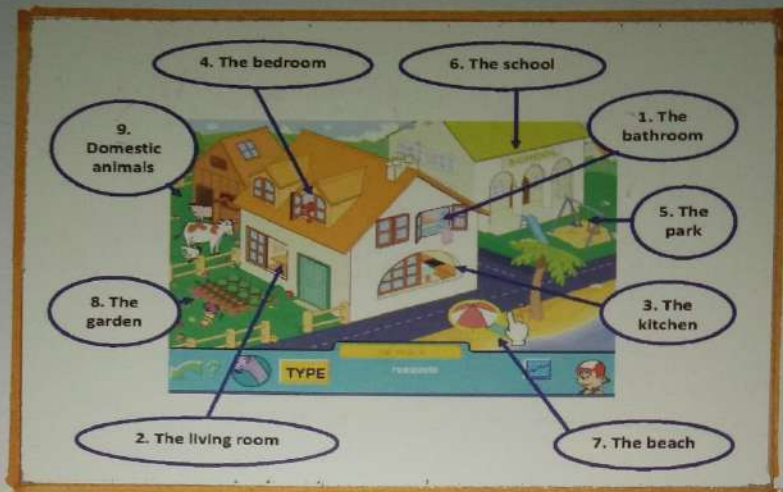 4. The bedroom
6. The school
9.
Domestic
animals
1. The
bathroom
5. The
park
8. The
garden
3. The
kitchen
TYPE
2. The living room
7. The beach